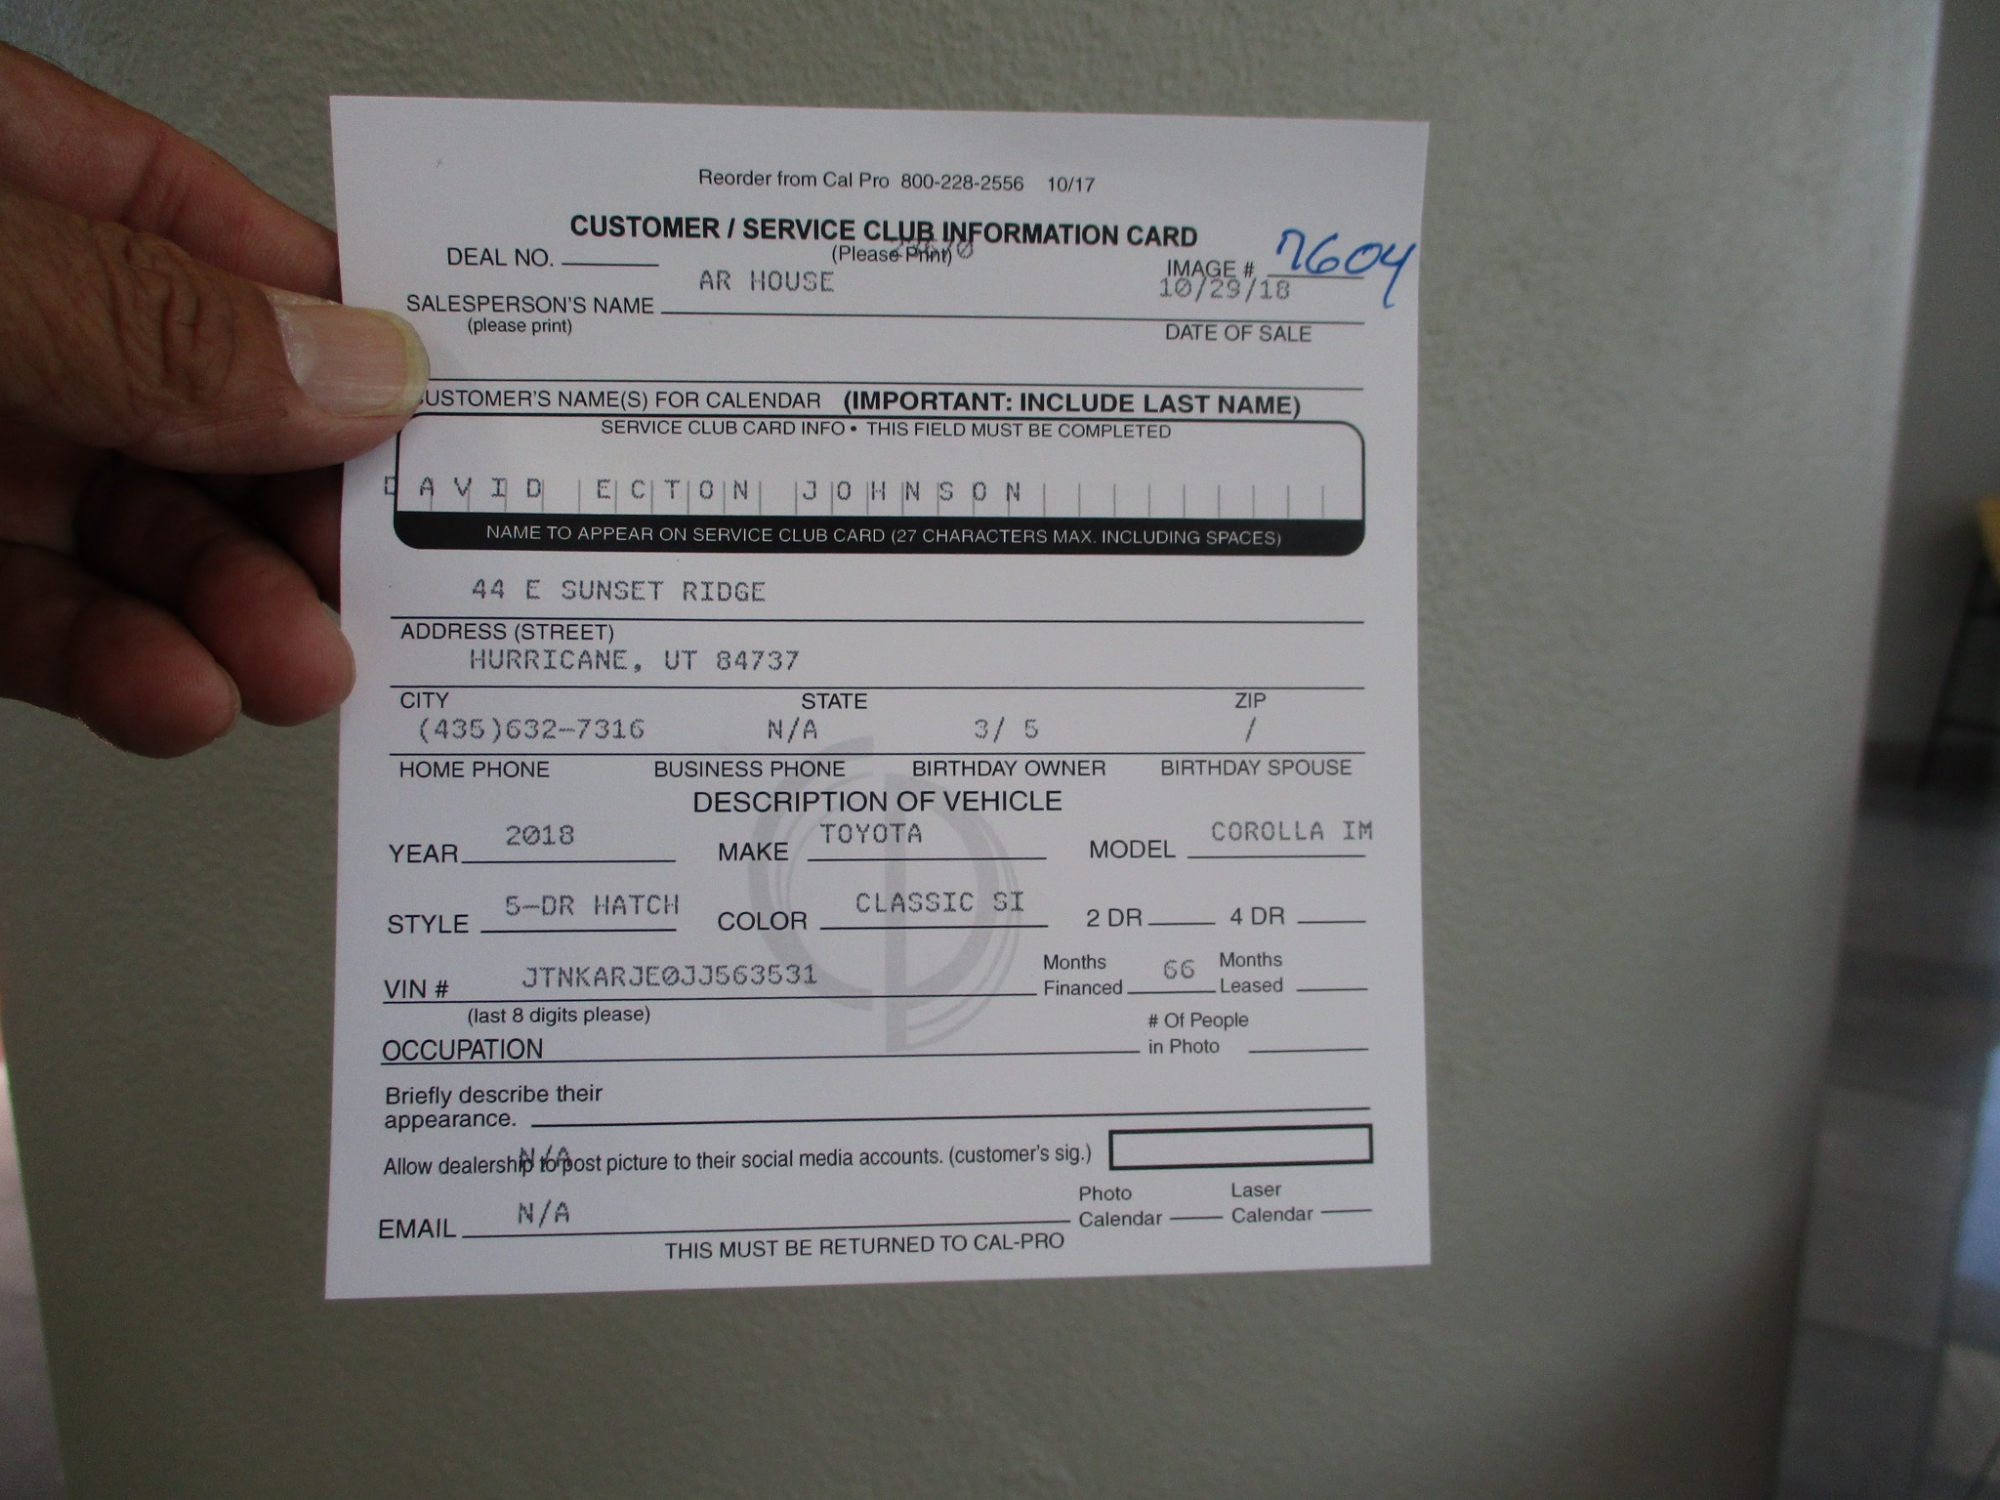 Reorder from Cal Pro 800-228-2556 10/17
CUSTOMER / SERVICE CLUB INFORMATION CARD
(Please Print)
DEAL NO.
IMAGE # 7604
AR HOUSE
10/29/18
SALESPERSON'S NAME
(please print)
DATE OF SALE
CUSTOMER'S NAME(S) FOR CALENDAR (IMPORTANT: INCLUDE LAST NAME)
SERVICE CLUB CARD INFO • THIS FIELD MUST BE COMPLETED
DAVID ECTON JOHNSON
NAME TO APPEAR ON SERVICE CLUB CARD (27 CHARACTERS MAX. INCLUDING SPACES)
44 E SUNSET RIDGE
ADDRESS (STREET)
HURRICANE, UT 84737
CITY STATE ZIP
(435)632-7316 N/A 3/ 5 /
HOME PHONE BUSINESS PHONE BIRTHDAY OWNER BIRTHDAY SPOUSE
DESCRIPTION OF VEHICLE
YEAR 2018 MAKE TOYOTA MODEL COROLLA IM
STYLE 5-DR HATCH COLOR CLASSIC SI 2 DR 4 DR
VIN # JTNKARJE0JJ563531 Months Financed 66 Months Leased
(last 8 digits please)
OCCUPATION # Of People in Photo
Briefly describe their
appearance.
N/A
Allow dealership to post picture to their social media accounts. (customer's sig.)
EMAIL N/A Photo Calendar Laser Calendar
THIS MUST BE RETURNED TO CAL-PRO